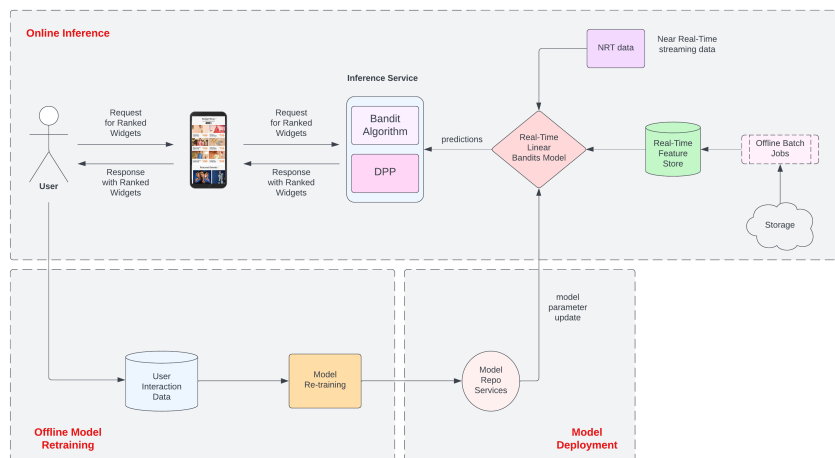 Online Inference
NRT data
Near Real-Time
streaming data
Inference Service
Request
for Ranked
Widgets
Request
for Ranked
Widgets
Bandit
Algorithm
predictions
Real-Time
Linear
Bandits Model
Real-Time
Feature
Store
Offline Batch
Jobs
User
Response
with Ranked
Widgets
Response
with Ranked
Widgets
DPP
Storage
model
parameter
update
User
Interaction
Data
Model
Re-training
Model
Repo
Services
Offline Model
Retraining
Model
Deployment